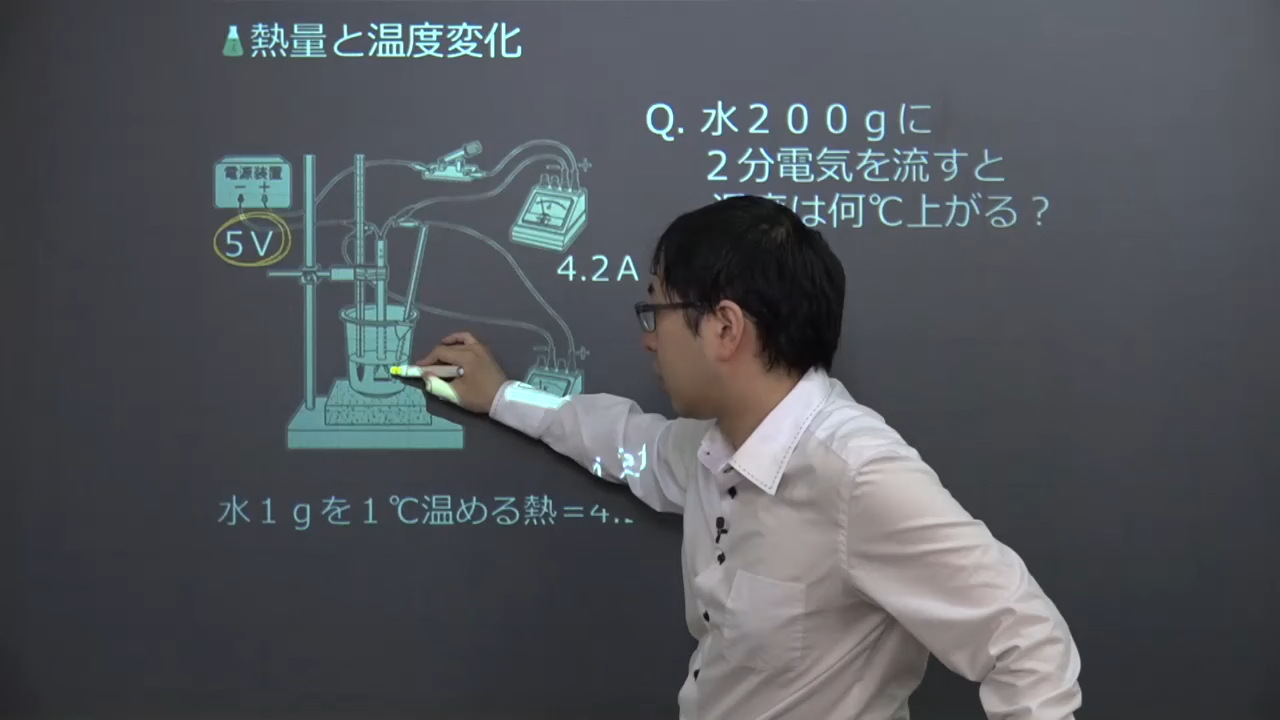 熱量と温度変化
Q. 水２００ｇに
２分電気を流すと
は何℃上がる？
電源装置
－ ＋
5V
－ ＋
4.2A
－ ＋
水１ｇを１℃温める熱＝4.